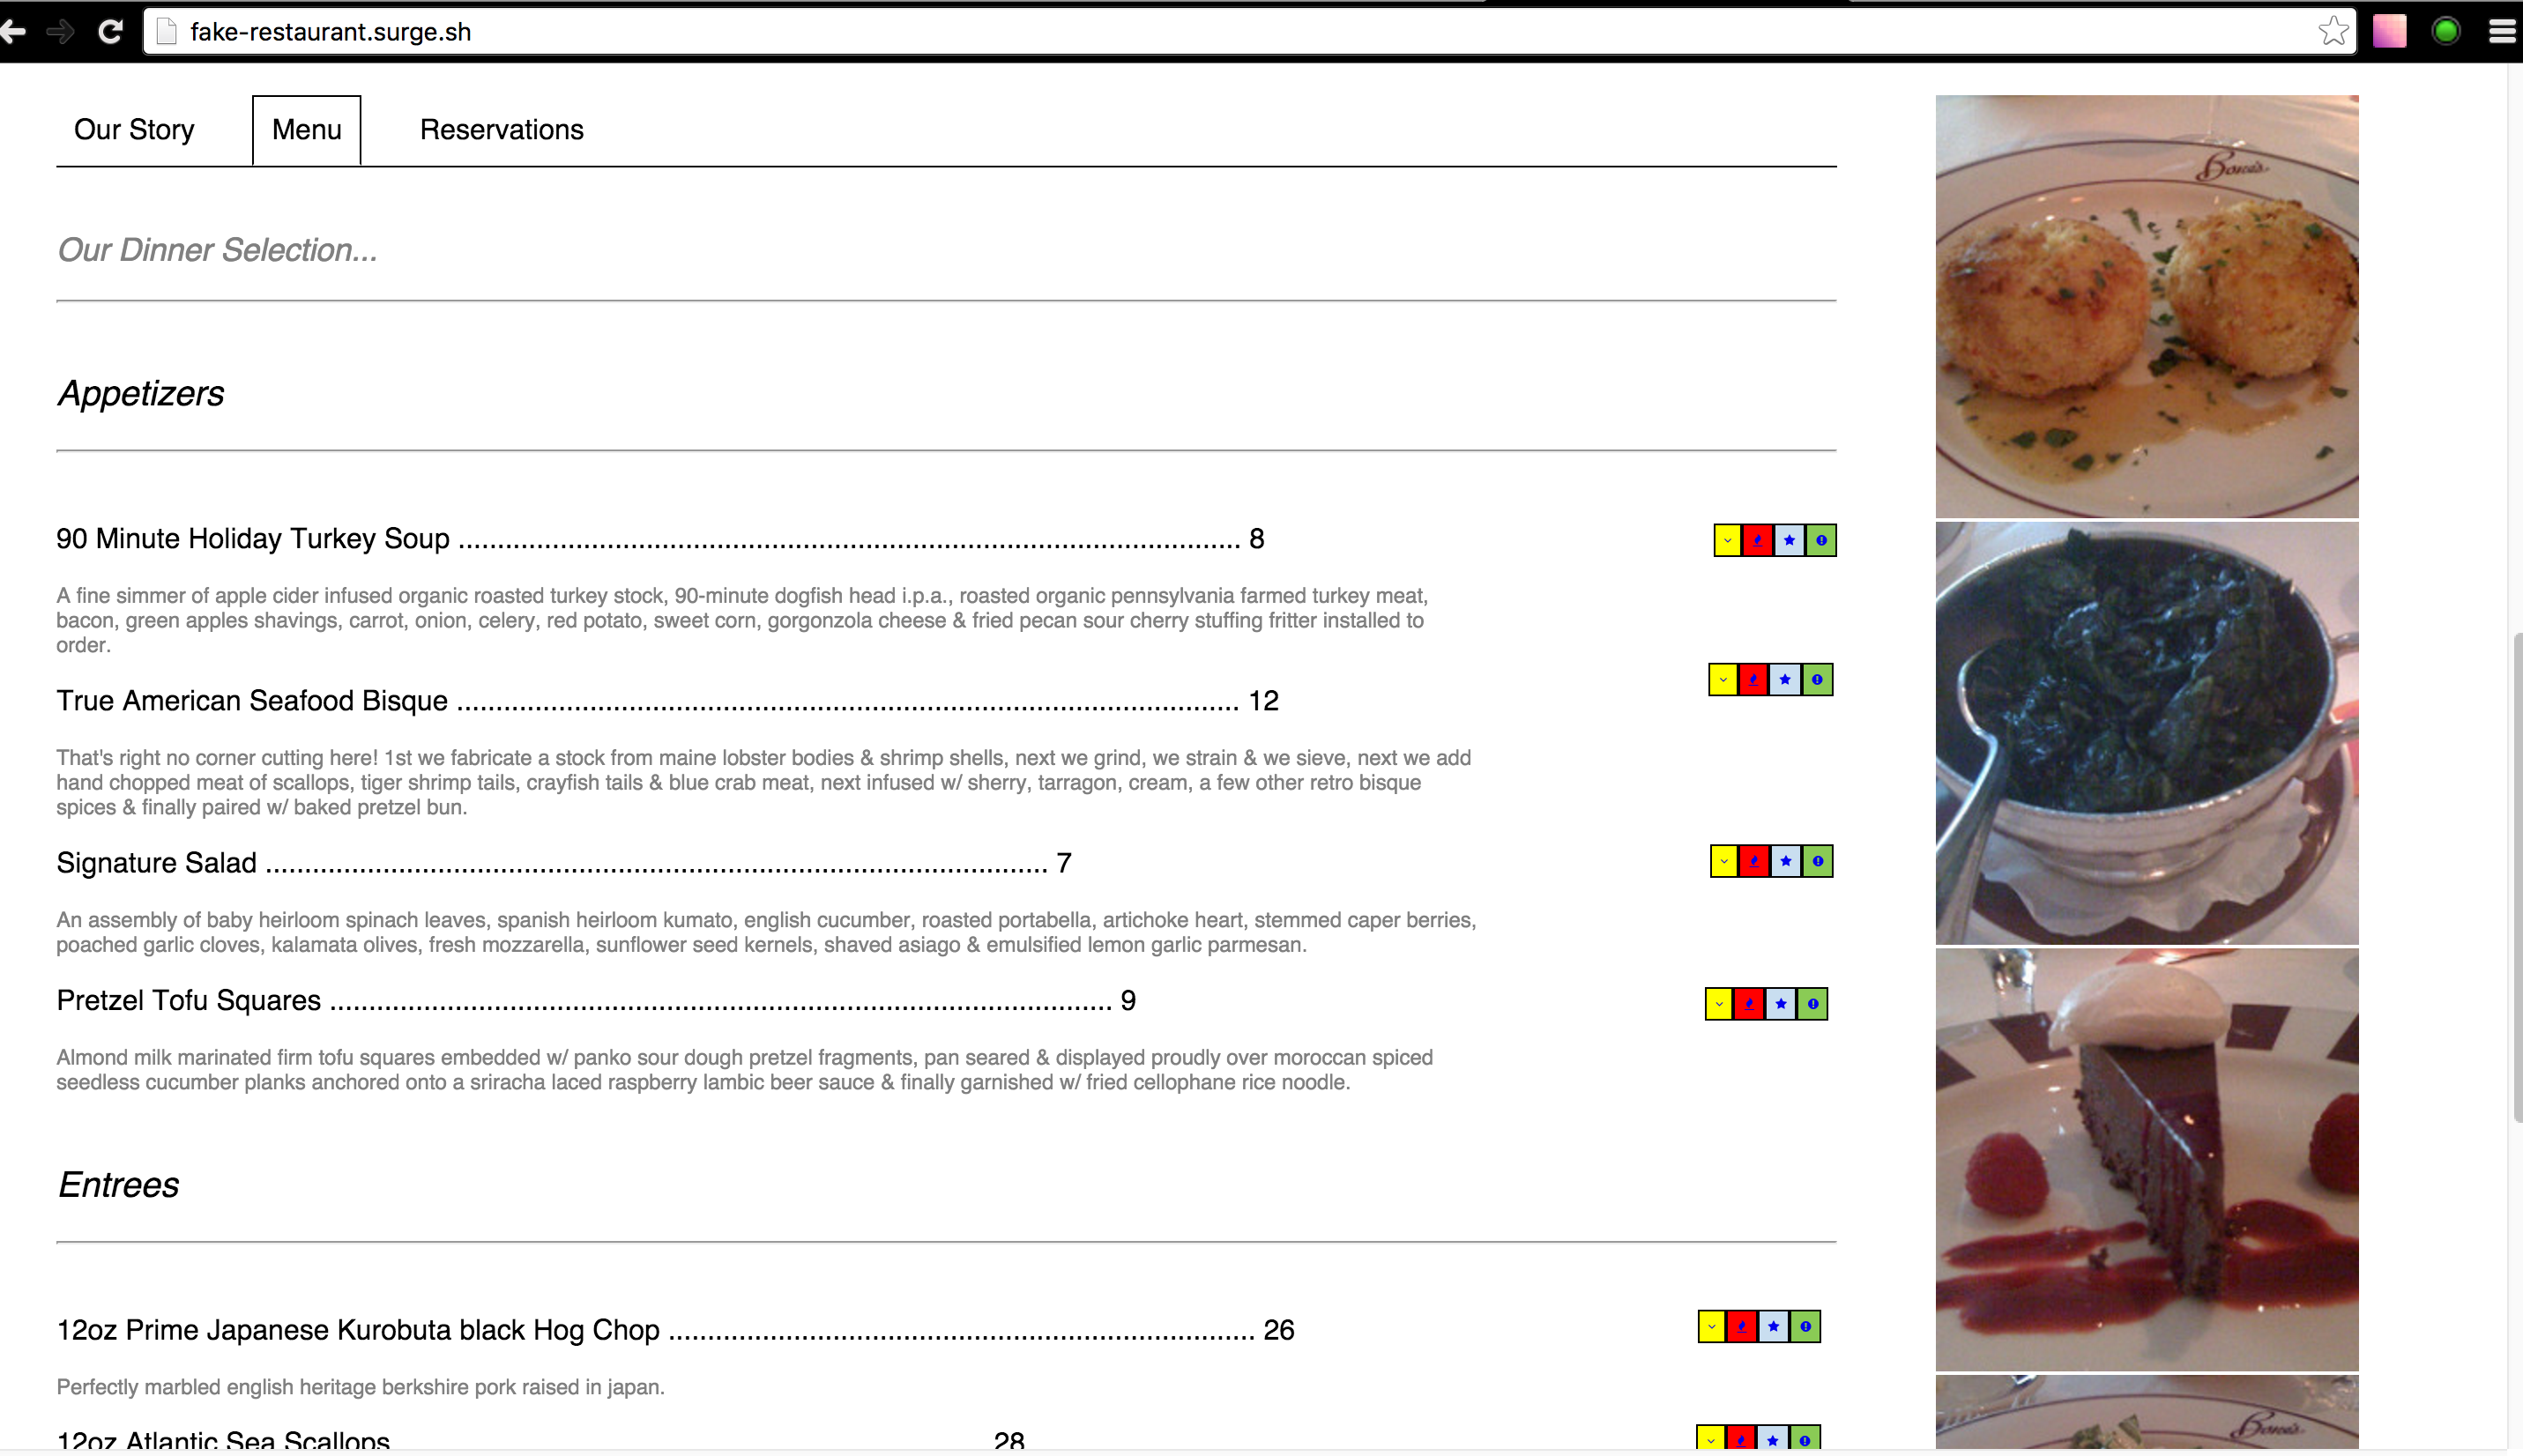 fake-restaurant.surge.sh
Our Story
Menu
Reservations
Our Dinner Selection...
Appetizers
90 Minute Holiday Turkey Soup .................................................................................................... 8
A fine simmer of apple cider infused organic roasted turkey stock, 90-minute dogfish head i.p.a., roasted organic pennsylvania farmed turkey meat,
bacon, green apples shavings, carrot, onion, celery, red potato, sweet corn, gorgonzola cheese & fried pecan sour cherry stuffing fritter installed to
order.
True American Seafood Bisque .................................................................................................... 12
That's right no corner cutting here! 1st we fabricate a stock from maine lobster bodies & shrimp shells, next we grind, we strain & we sieve, next we add
hand chopped meat of scallops, tiger shrimp tails, crayfish tails & blue crab meat, next infused w/ sherry, tarragon, cream, a few other retro bisque
spices & finally paired w/ baked pretzel bun.
Signature Salad .................................................................................................... 7
An assembly of baby heirloom spinach leaves, spanish heirloom kumato, english cucumber, roasted portabella, artichoke heart, stemmed caper berries,
poached garlic cloves, kalamata olives, fresh mozzarella, sunflower seed kernels, shaved asiago & emulsified lemon garlic parmesan.
Pretzel Tofu Squares .................................................................................................... 9
Almond milk marinated firm tofu squares embedded w/ panko sour dough pretzel fragments, pan seared & displayed proudly over moroccan spiced
seedless cucumber planks anchored onto a sriracha laced raspberry lambic beer sauce & finally garnished w/ fried cellophane rice noodle.
Entrees
12oz Prime Japanese Kurobuta black Hog Chop ........................................................................... 26
Perfectly marbled english heritage berkshire pork raised in japan.
12oz Atlantic Sea Scallops 28
Bone's
Bone's